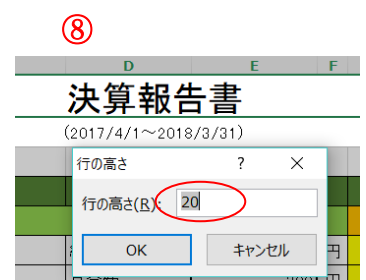 ⑧
D E F
決算報告書
(2017/4/1～2018/3/31)
行の高さ ? ×
行の高さ(R): 20
OK キャンセル
円